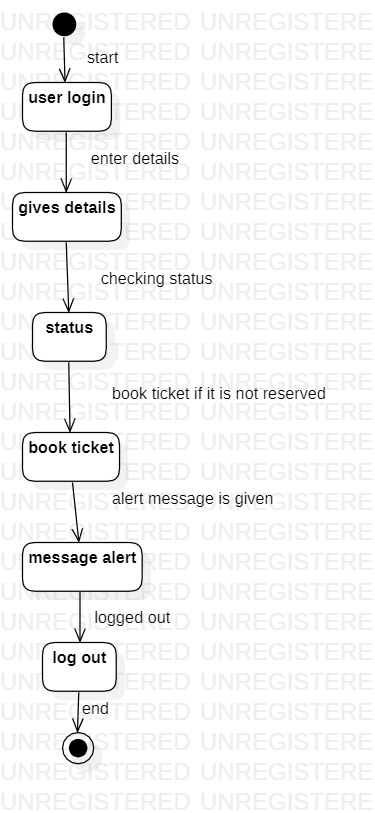 start
user login
enter details
gives details
checking status
status
book ticket if it is not reserved
book ticket
alert message is given
message alert
logged out
log out
end
UNREGISTERED UNREGISTERE